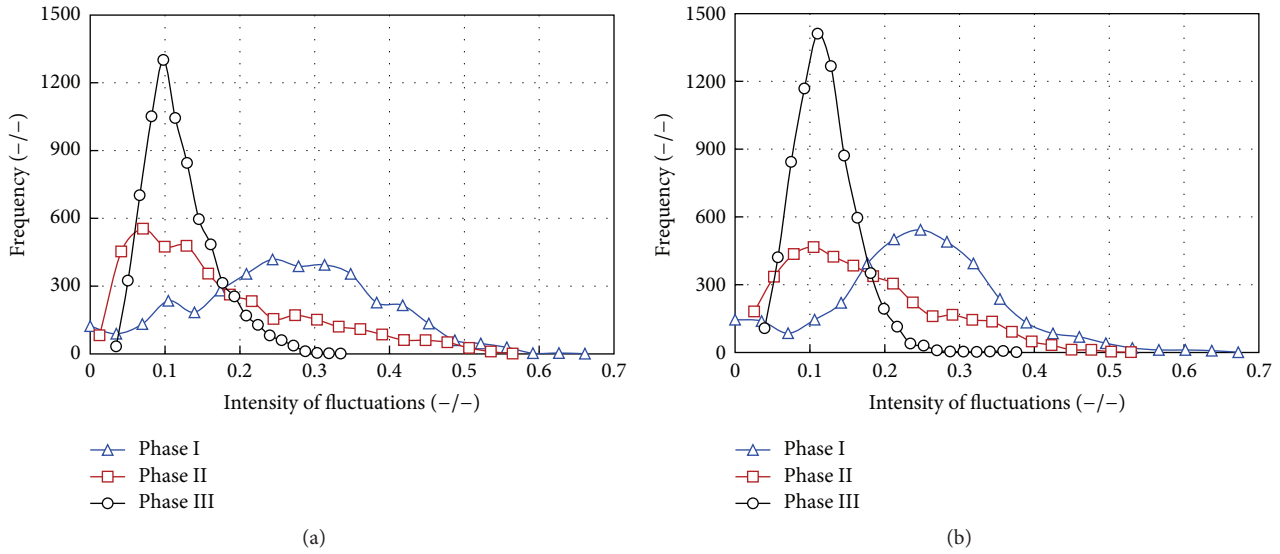 1500
1200
900
600
300
0
Frequency (−/−)
0 0.1 0.2 0.3 0.4 0.5 0.6 0.7
Intensity of fluctuations (−/−)
Phase I
Phase II
Phase III
(a)
1500
1200
900
600
300
0
Frequency (−/−)
0 0.1 0.2 0.3 0.4 0.5 0.6 0.7
Intensity of fluctuations (−/−)
Phase I
Phase II
Phase III
(b)